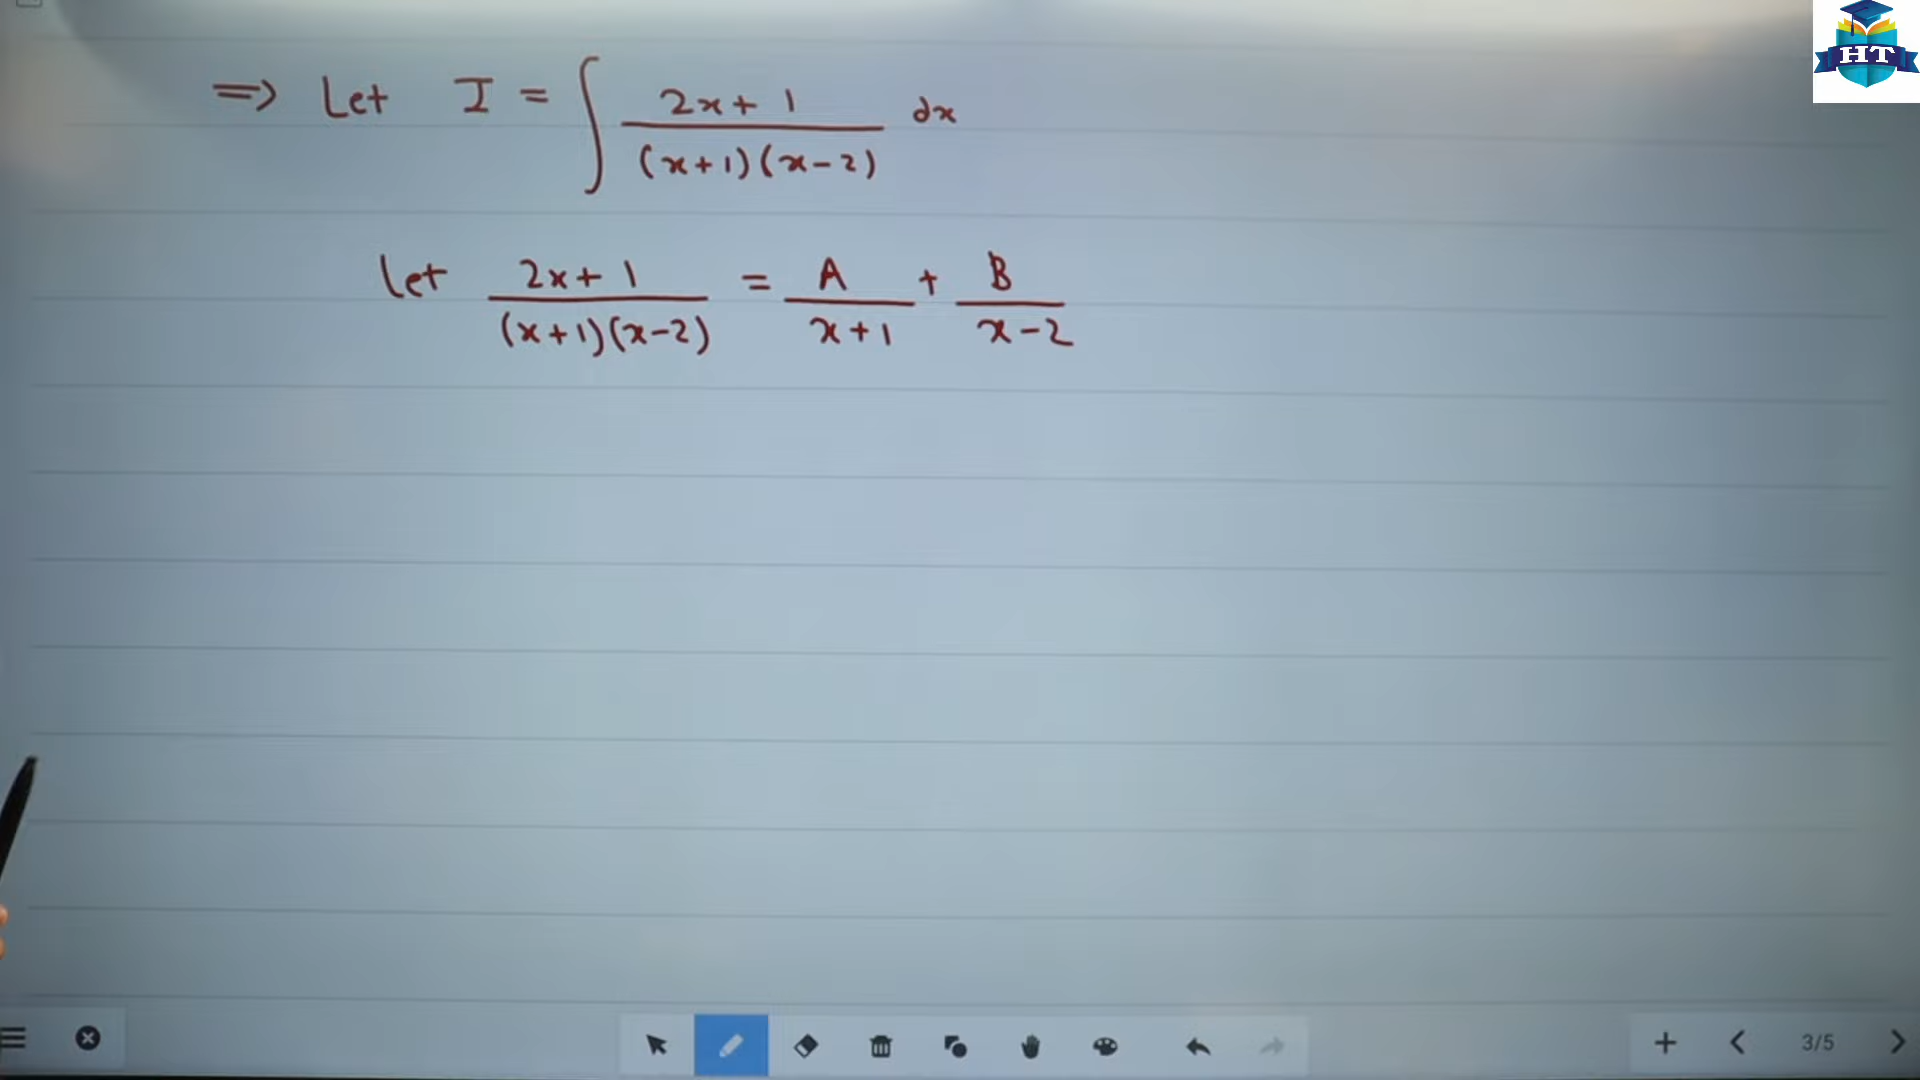 ⇒ Let I = ∫ (2x + 1) / ((x+1)(x−2)) dx
Let (2x + 1) / ((x+1)(x−2)) = A / (x+1) + B / (x−2)
HT
3/5